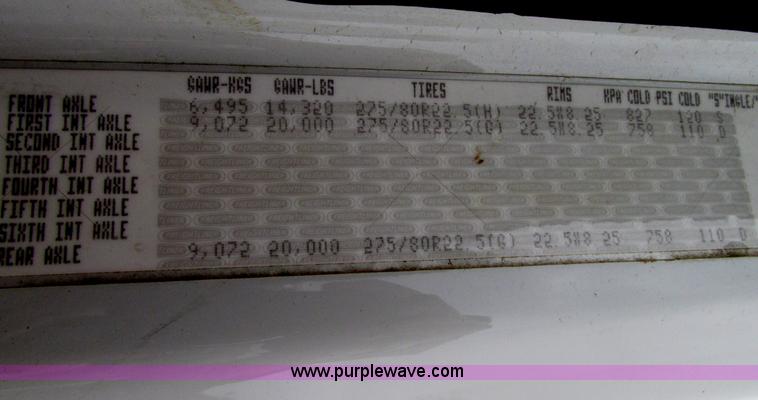 GAWR-KGS GAWR-LBS TIRES RIMS KPA COLD PSI COLD "S"INGLE/"
FRONT AXLE 6,495 14,320 275/80R22.5(H) 22.5X8.25 827 120 S
FIRST INT AXLE 9,072 20,000 275/80R22.5(G) 22.5X8.25 758 110 D
SECOND INT AXLE
THIRD INT AXLE
FOURTH INT AXLE
FIFTH INT AXLE
SIXTH INT AXLE
REAR AXLE 9,072 20,000 275/80R22.5(G) 22.5X8.25 758 110 D
www.purplewave.com